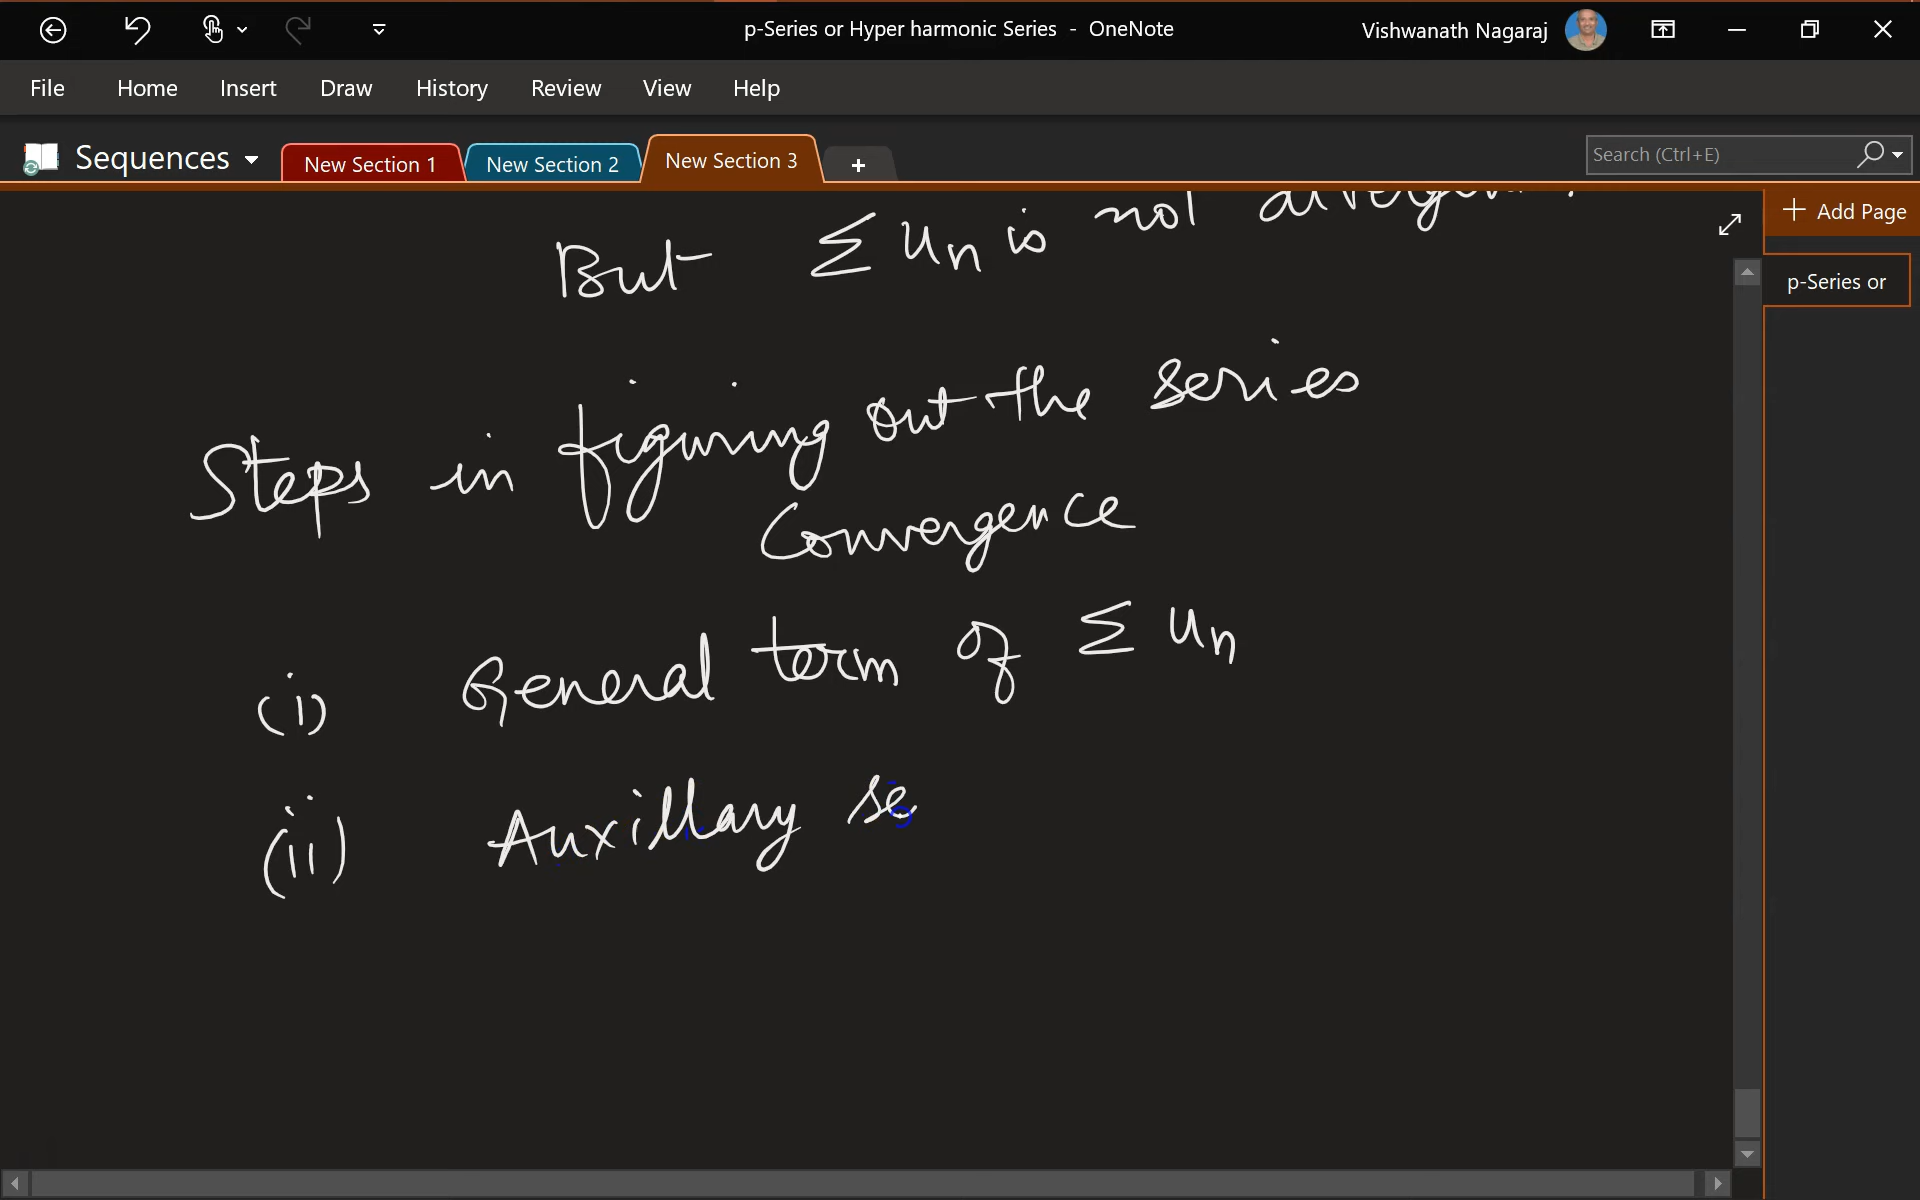 p-Series or Hyper harmonic Series - OneNote
Vishwanath Nagaraj
File Home Insert Draw History Review View Help
Sequences New Section 1 New Section 2 New Section 3 +
Search (Ctrl+E)
+ Add Page
p-Series or
But Σ un is not
Steps in figuring out the series
Convergence
(i) General term of Σ un
(ii) Auxillary se